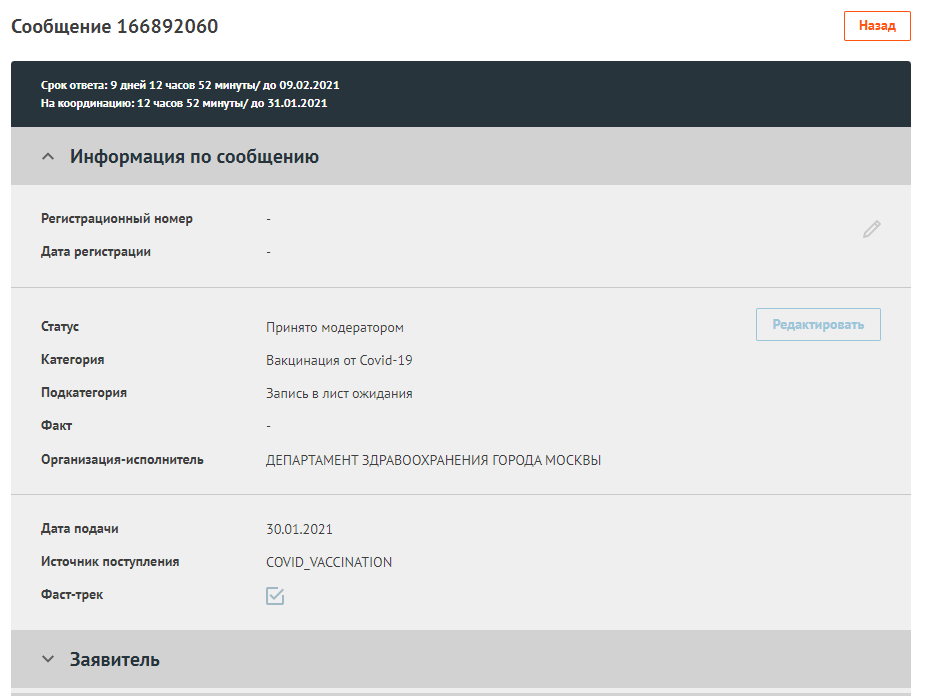 Сообщение 166892060
Назад
Срок ответа: 9 дней 12 часов 52 минуты/ до 09.02.2021
На координацию: 12 часов 52 минуты/ до 31.01.2021
Информация по сообщению
Регистрационный номер -
Дата регистрации -
Статус Принято модератором
Редактировать
Категория Вакцинация от Covid-19
Подкатегория Запись в лист ожидания
Факт -
Организация-исполнитель ДЕПАРТАМЕНТ ЗДРАВООХРАНЕНИЯ ГОРОДА МОСКВЫ
Дата подачи 30.01.2021
Источник поступления COVID_VACCINATION
Фаст-трек
Заявитель